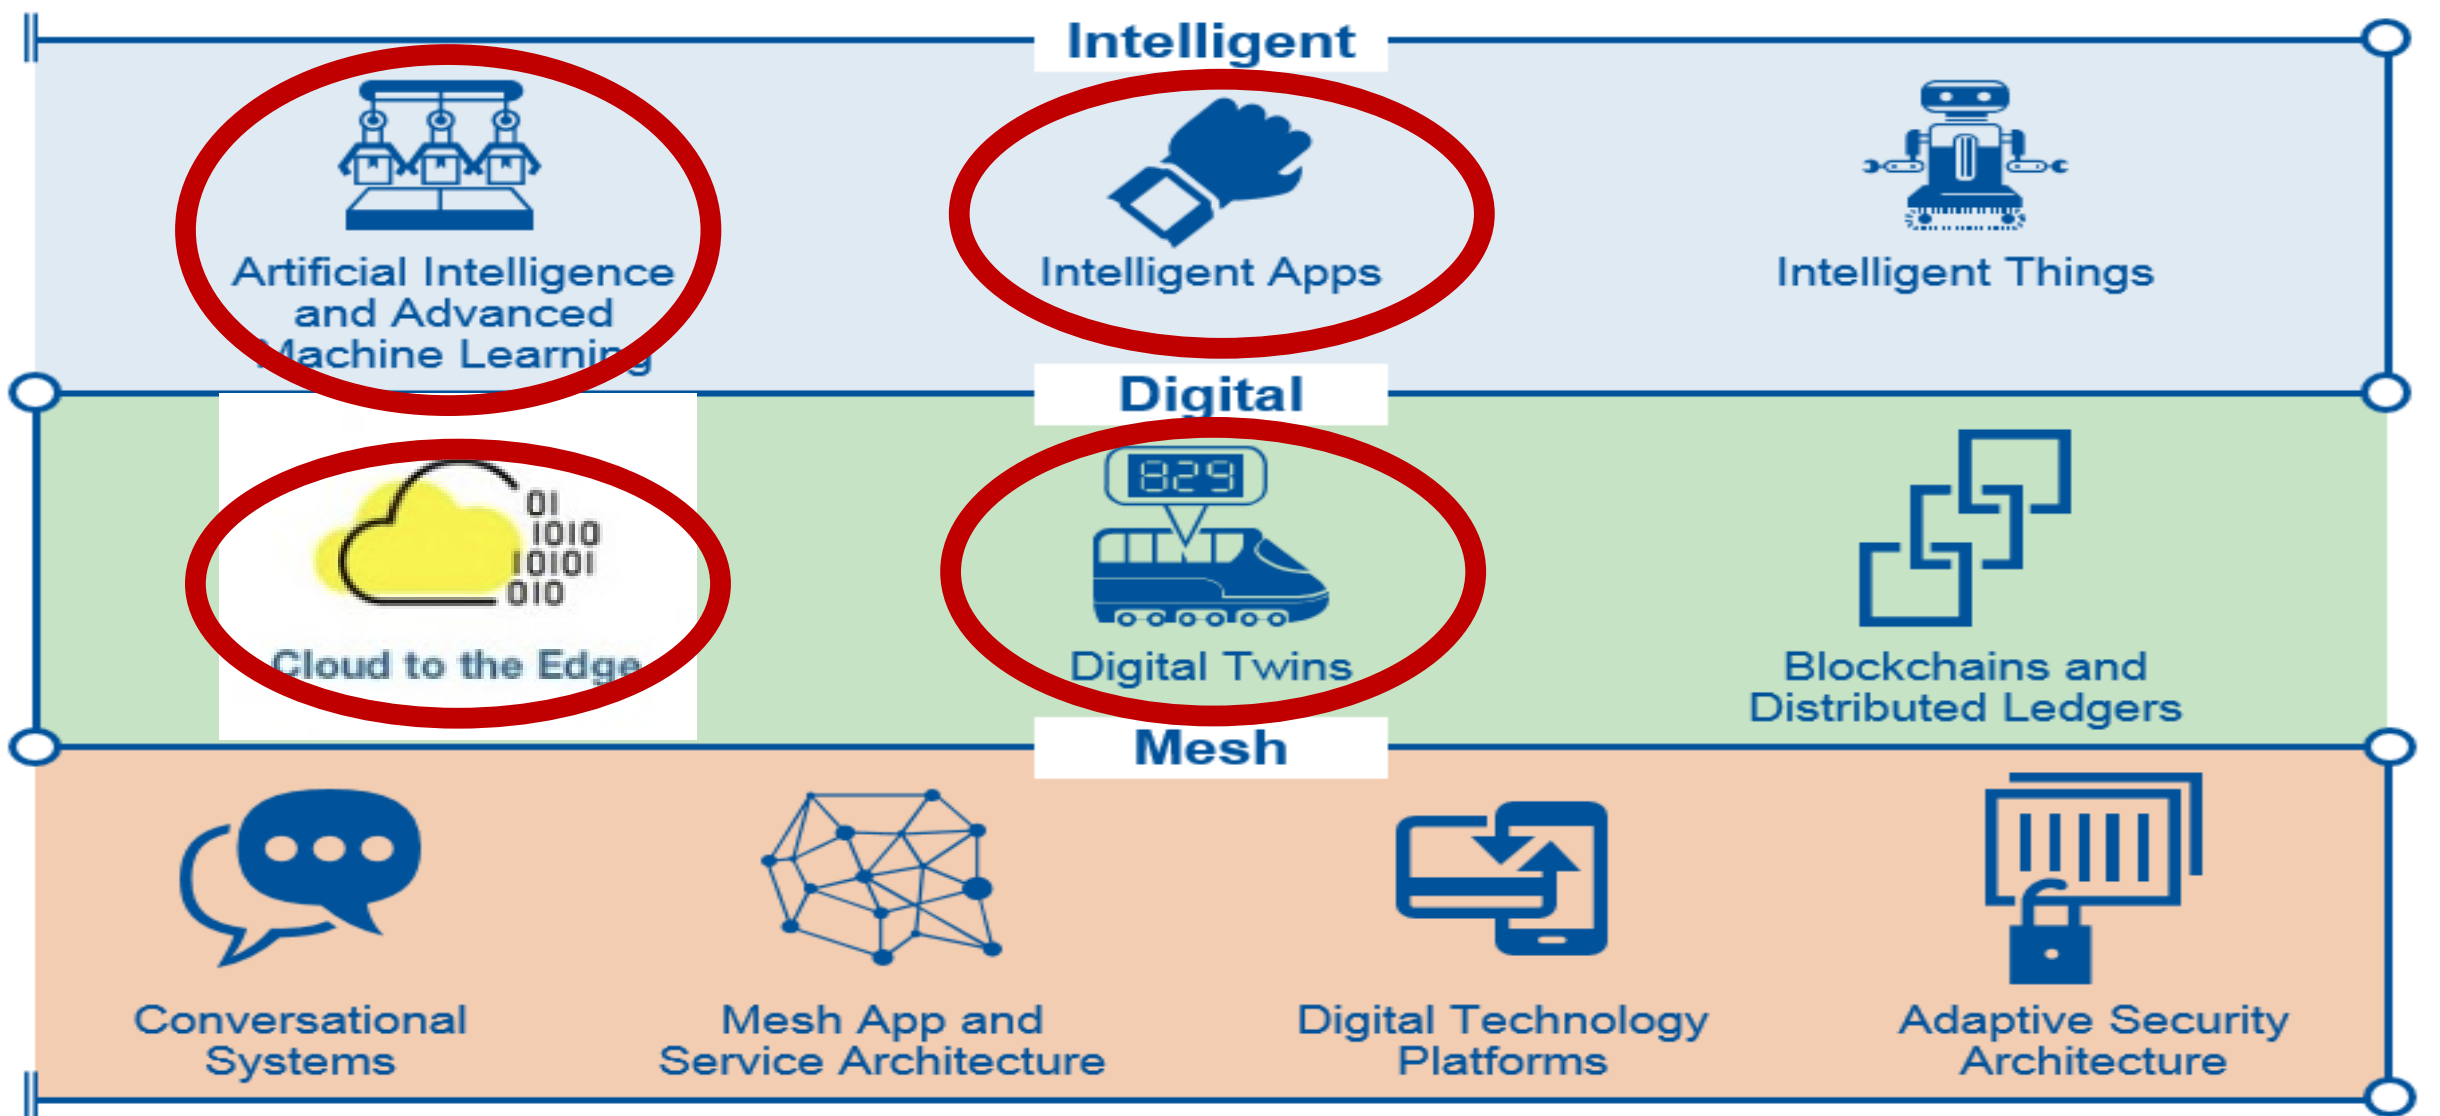 Intelligent
Artificial Intelligence
and Advanced
Machine Learning
Intelligent Apps
Intelligent Things
Digital
01
1010
10101
010
Cloud to the Edge
829
Digital Twins
Blockchains and
Distributed Ledgers
Mesh
Conversational
Systems
Mesh App and
Service Architecture
Digital Technology
Platforms
Adaptive Security
Architecture